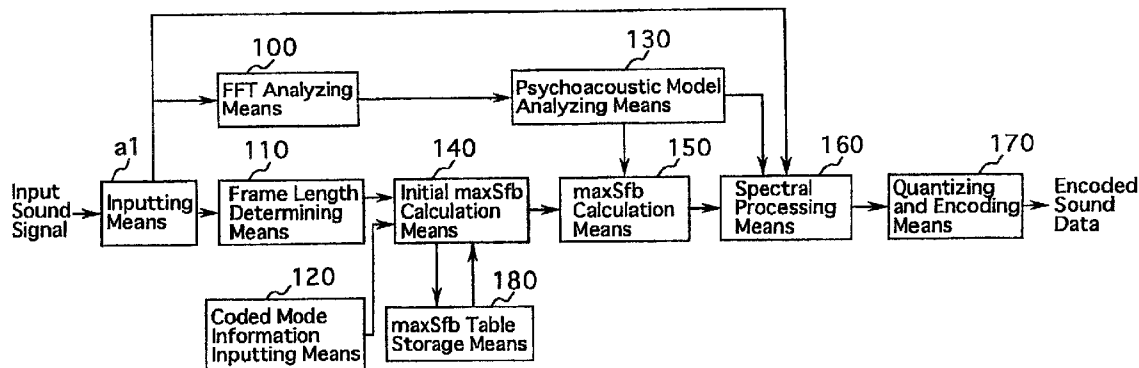 100
FFT Analyzing
Means
130
Psychoacoustic Model
Analyzing Means
a1
Input
Sound
Signal
Inputting
Means
110
Frame Length
Determining
Means
140
Initial maxSfb
Calculation
Means
150
maxSfb
Calculation
Means
160
Spectral
Processing
Means
170
Quantizing
and Encoding
Means
Encoded
Sound
Data
120
Coded Mode
Information
Inputting Means
180
maxSfb Table
Storage Means